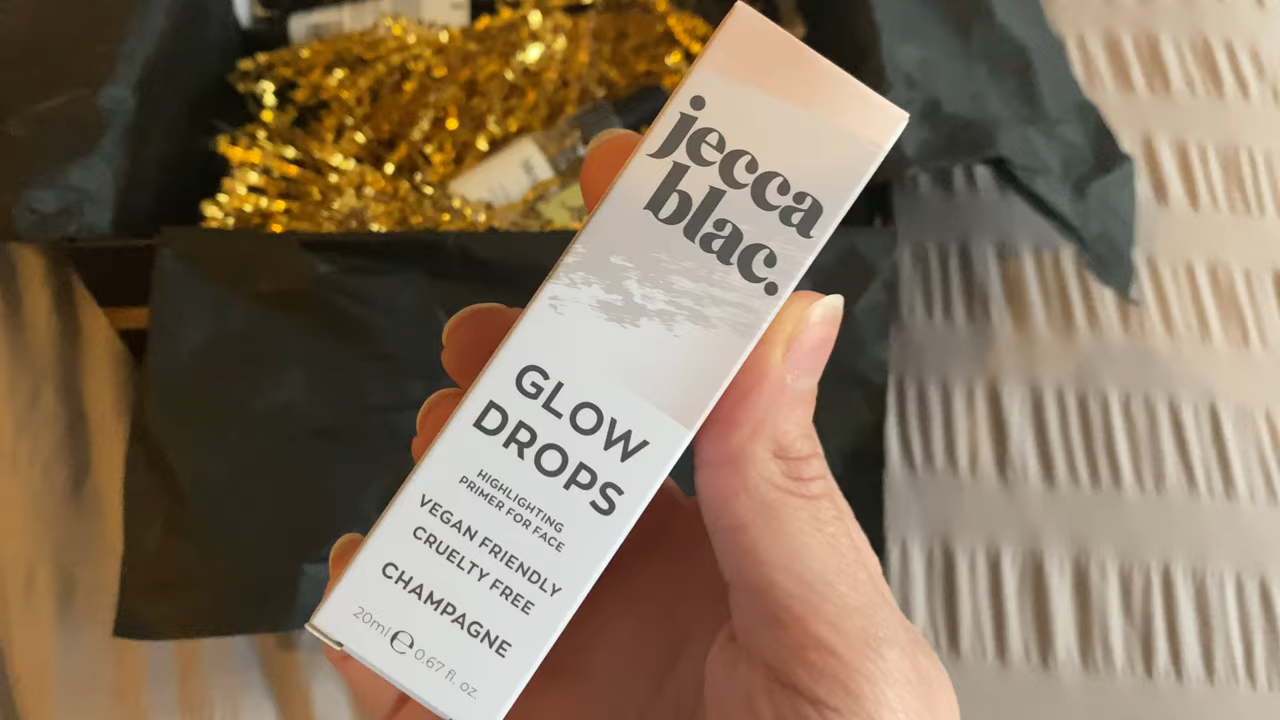 jecca
blac.
GLOW
DROPS
HIGHLIGHTING
PRIMER FOR FACE
VEGAN FRIENDLY
CRUELTY FREE
CHAMPAGNE
20ml ℮ 0.67 fl. oz.